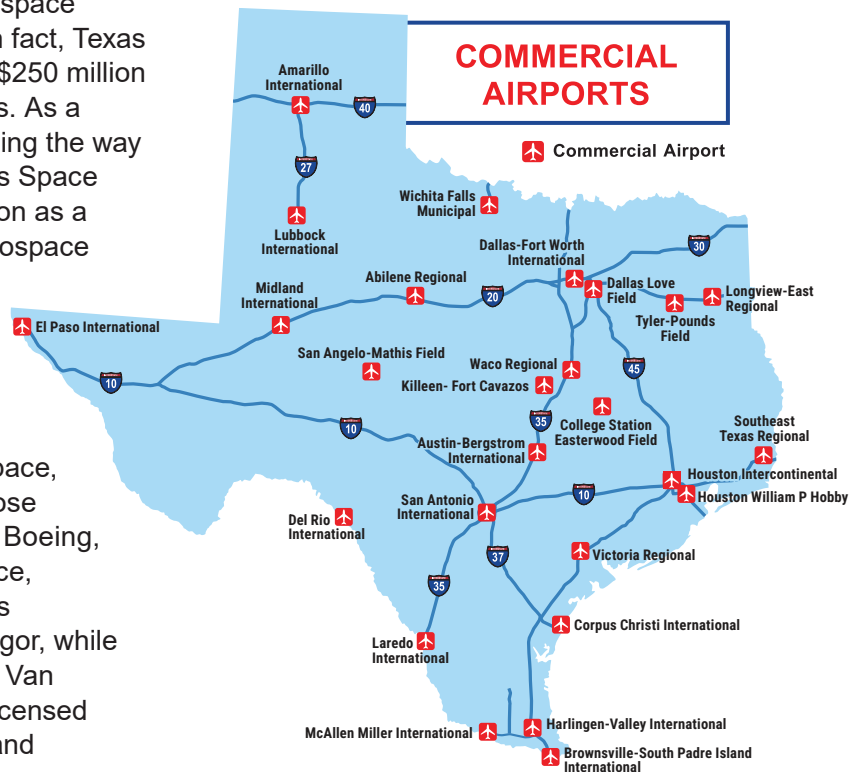 space
n fact, Texas
$250 million
s. As a
ing the way
s Space
on as a
ospace
pace,
ose
Boeing,
ce,
s
gor, while
Van
censed
and
COMMERCIAL
AIRPORTS
Commercial Airport
Amarillo
International
40
27
Lubbock
International
Wichita Falls
Municipal
Dallas-Fort Worth
International
30
Midland
International
Abilene Regional
20
Dallas Love
Field
Longview-East
Regional
Tyler-Pounds
Field
El Paso International
10
San Angelo-Mathis Field
Waco Regional
Killeen- Fort Cavazos
45
10
35
College Station
Easterwood Field
Southeast
Texas Regional
Austin-Bergstrom
International
Houston Intercontinental
Houston William P Hobby
San Antonio
International
10
Del Rio
International
37
Victoria Regional
35
Corpus Christi International
Laredo
International
McAllen Miller International
Harlingen-Valley International
Brownsville-South Padre Island
International